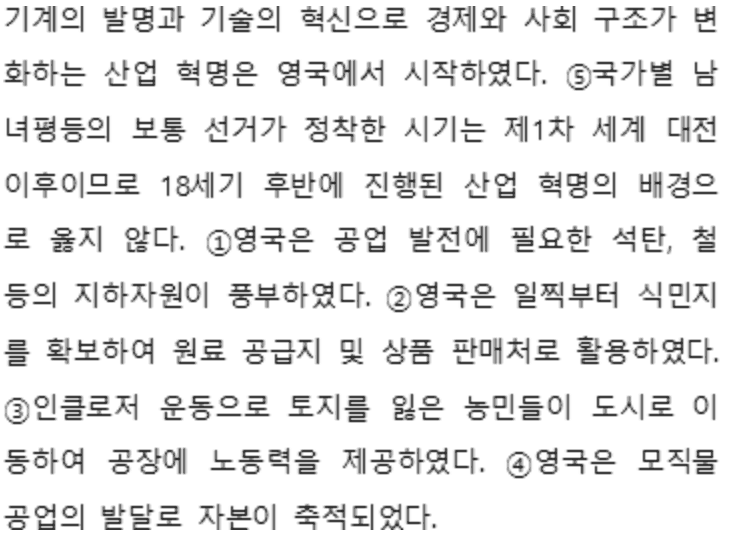 기계의 발명과 기술의 혁신으로 경제와 사회 구조가 변
화하는 산업 혁명은 영국에서 시작하였다. ⑤국가별 남
녀평등의 보통 선거가 정착한 시기는 제1차 세계 대전
이후이므로 18세기 후반에 진행된 산업 혁명의 배경으
로 옳지 않다. ①영국은 공업 발전에 필요한 석탄, 철
등의 지하자원이 풍부하였다. ②영국은 일찍부터 식민지
를 확보하여 원료 공급지 및 상품 판매처로 활용하였다.
③인클로저 운동으로 토지를 잃은 농민들이 도시로 이
동하여 공장에 노동력을 제공하였다. ④영국은 모직물
공업의 발달로 자본이 축적되었다.